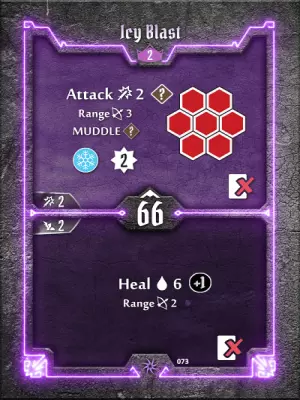 Icy Blast
2
Attack 2 ?
Range 3
MUDDLE ?
2
2
2
66
Heal 6 +1
Range 2
073